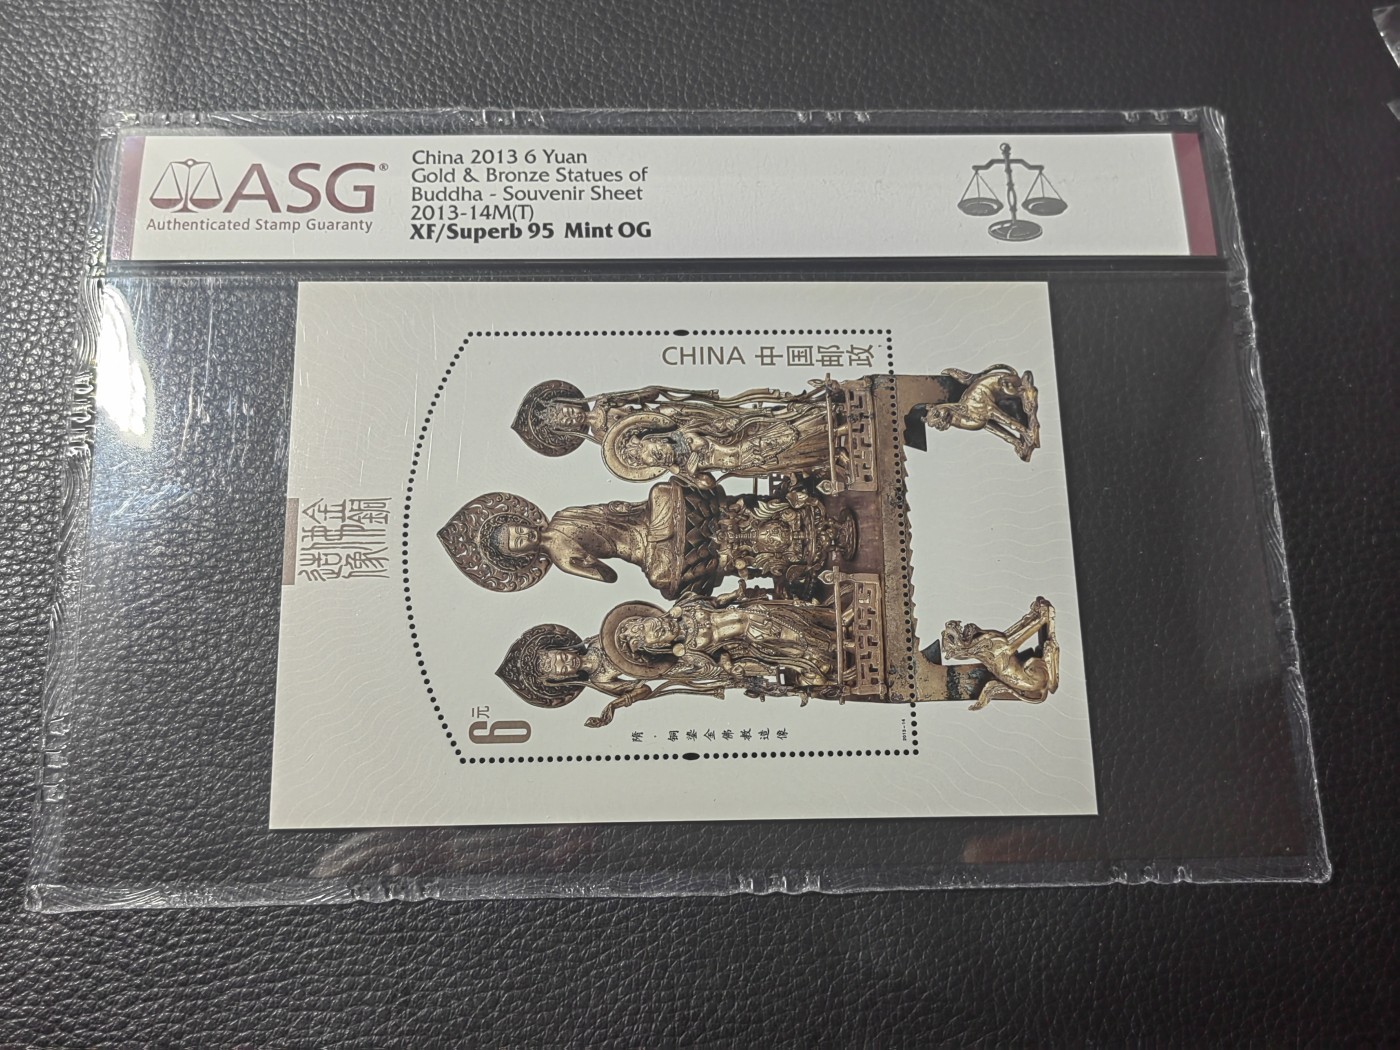 ASG®
Authenticated Stamp Guaranty
China 2013 6 Yuan
Gold & Bronze Statues of
Buddha - Souvenir Sheet
2013-14M(T)
XF/Superb 95 Mint OG
CHINA 中国邮政
金銅
佛造像
6元
隋·铜鎏金佛教造像
2013-14